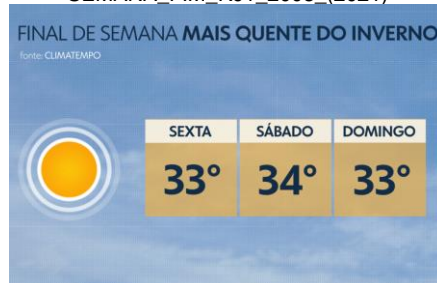 FINAL DE SEMANA MAIS QUENTE DO INVERNO
fonte: CLIMATEMPO
SEXTA SÁBADO DOMINGO
33° 34° 33°